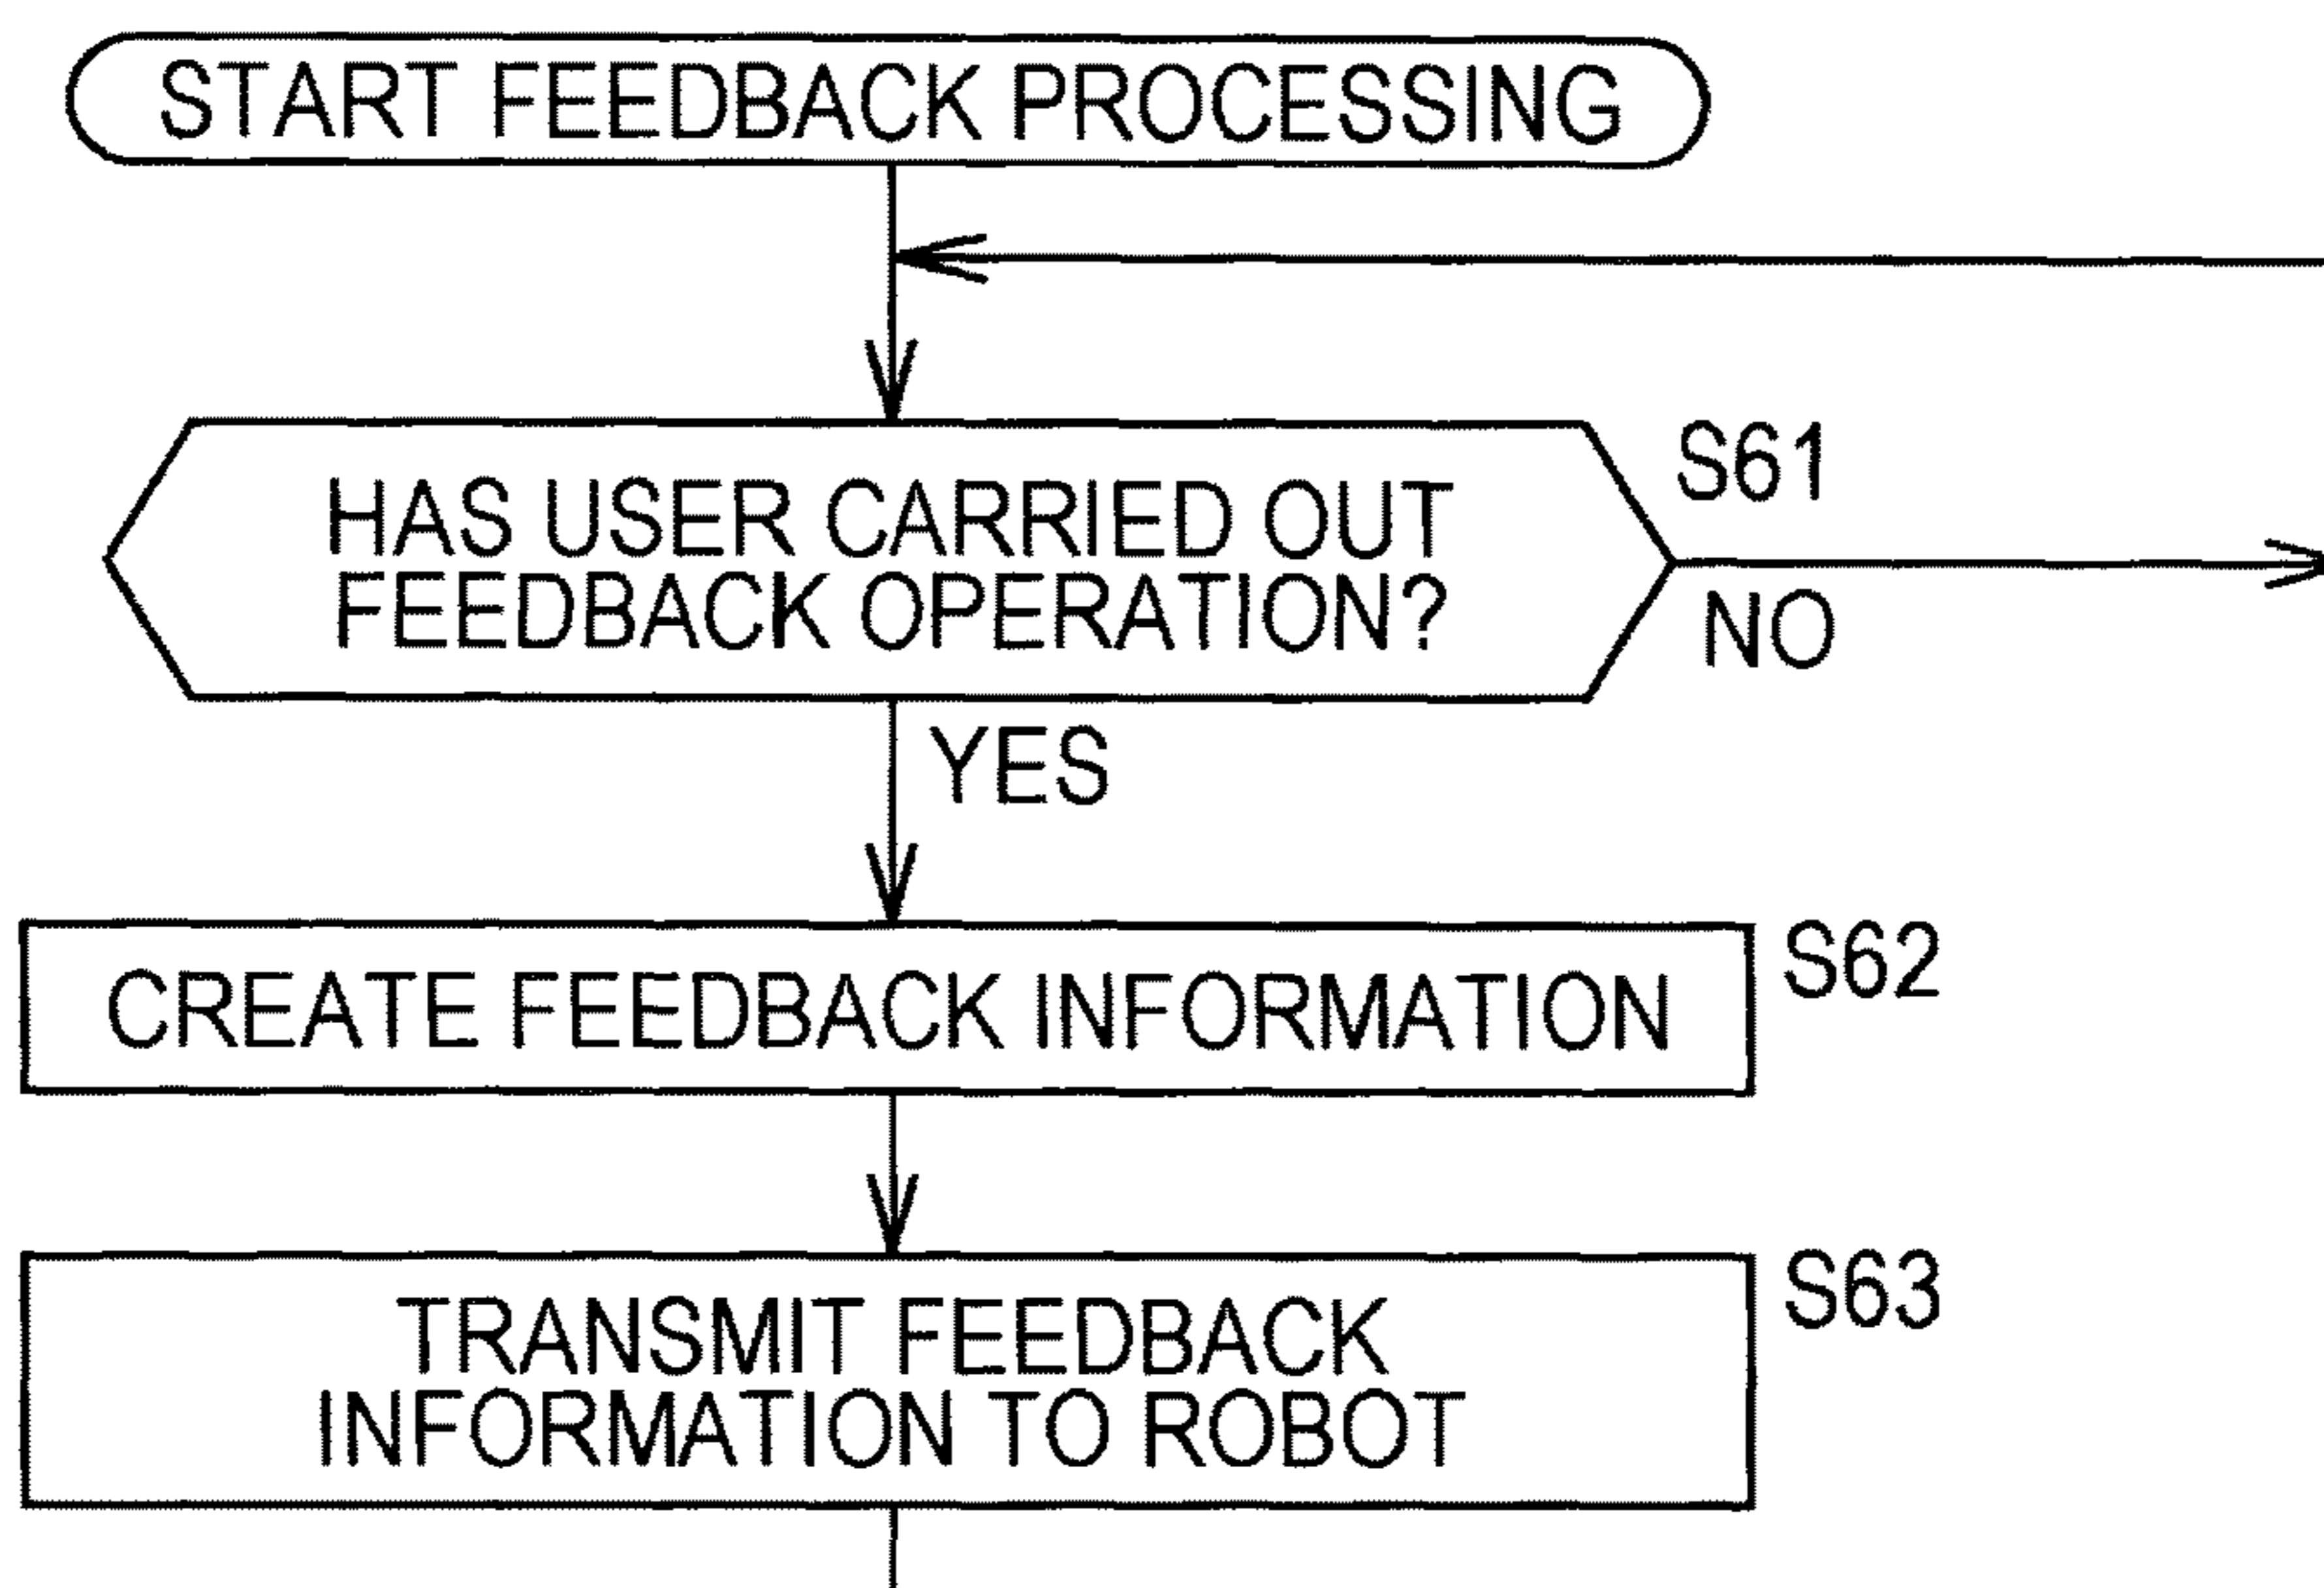 START FEEDBACK PROCESSING
HAS USER CARRIED OUT
FEEDBACK OPERATION?
S61
NO
YES
CREATE FEEDBACK INFORMATION
S62
TRANSMIT FEEDBACK
INFORMATION TO ROBOT
S63